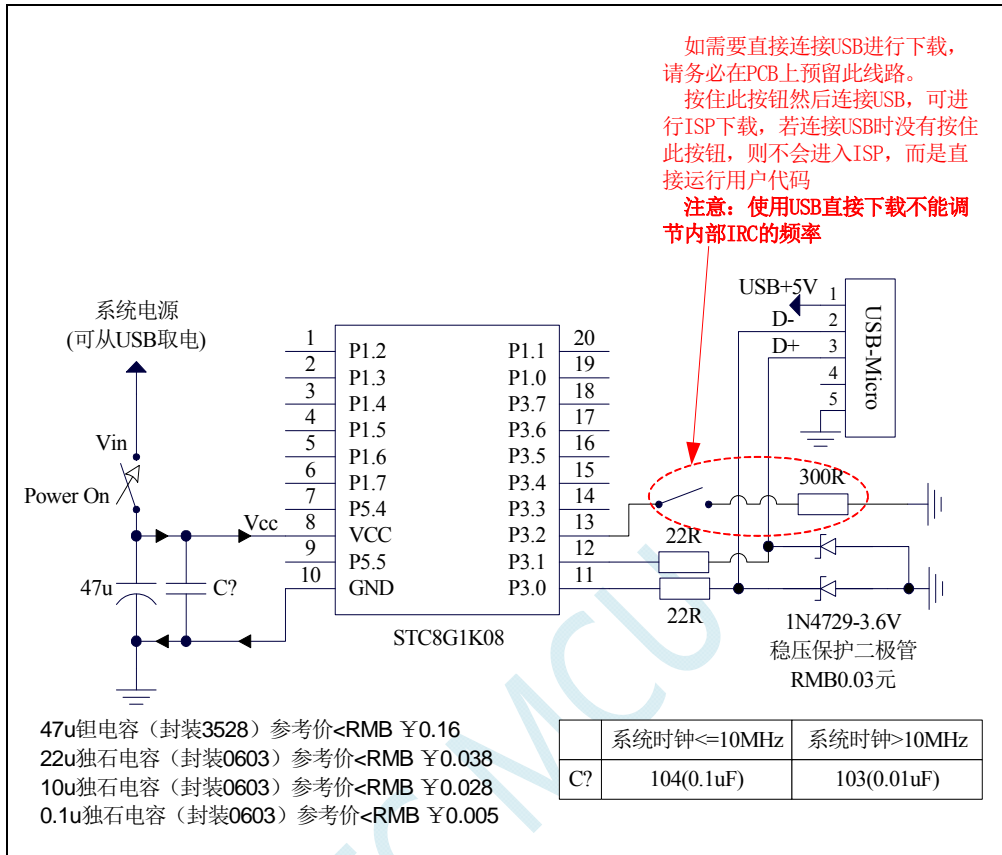 如需要直接连接USB进行下载，
请务必在PCB上预留此线路。
按住此按钮然后连接USB，可进
行ISP下载，若连接USB时没有按住
此按钮，则不会进入ISP，而是直
接运行用户代码
注意：使用USB直接下载不能调
节内部IRC的频率
系统电源
(可从USB取电)
Vin
Power On
Vcc
47u
C?
1 P1.2
2 P1.3
3 P1.4
4 P1.5
5 P1.6
6 P1.7
7 P5.4
8 VCC
9 P5.5
10 GND
P1.1 20
P1.0 19
P3.7 18
P3.6 17
P3.5 16
P3.4 15
P3.3 14
P3.2 13
P3.1 12
P3.0 11
STC8G1K08
USB+5V 1
D- 2
D+ 3
4
5
USB-Micro
300R
22R
22R
1N4729-3.6V
稳压保护二极管
RMB0.03元
47u钽电容（封装3528）参考价<RMB ￥0.16
22u独石电容（封装0603）参考价<RMB ￥0.038
10u独石电容（封装0603）参考价<RMB ￥0.028
0.1u独石电容（封装0603）参考价<RMB ￥0.005
系统时钟<=10MHz 系统时钟>10MHz
C? 104(0.1uF) 103(0.01uF)
TC MCU